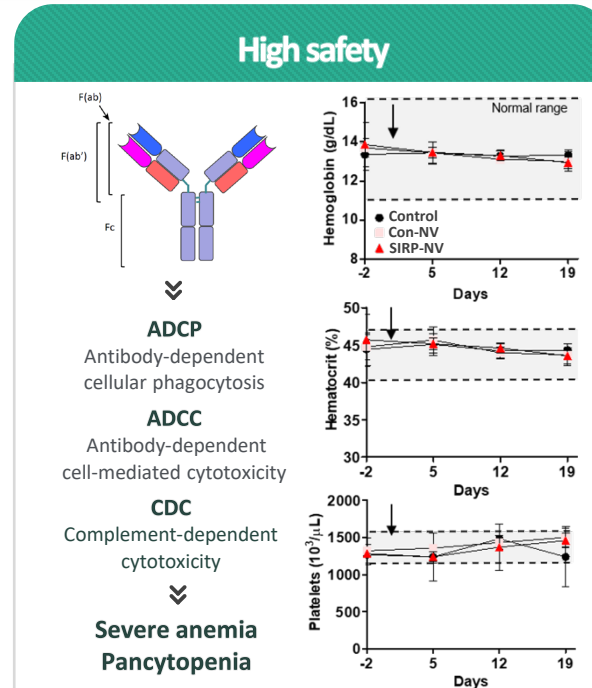 High safety
F(ab)
F(ab')
Fc
ADCP
Antibody-dependent
cellular phagocytosis
ADCC
Antibody-dependent
cell-mediated cytotoxicity
CDC
Complement-dependent
cytotoxicity
Severe anemia
Pancytopenia
Hemoglobin (g/dL)
16
14
12
10
8
Normal range
Control
Con-NV
SIRP-NV
-2 5 12 19
Days
Hematocrit (%)
50
45
40
35
30
-2 5 12 19
Days
Platelets (10³/μL)
2000
1500
1000
500
0
-2 5 12 19
Days